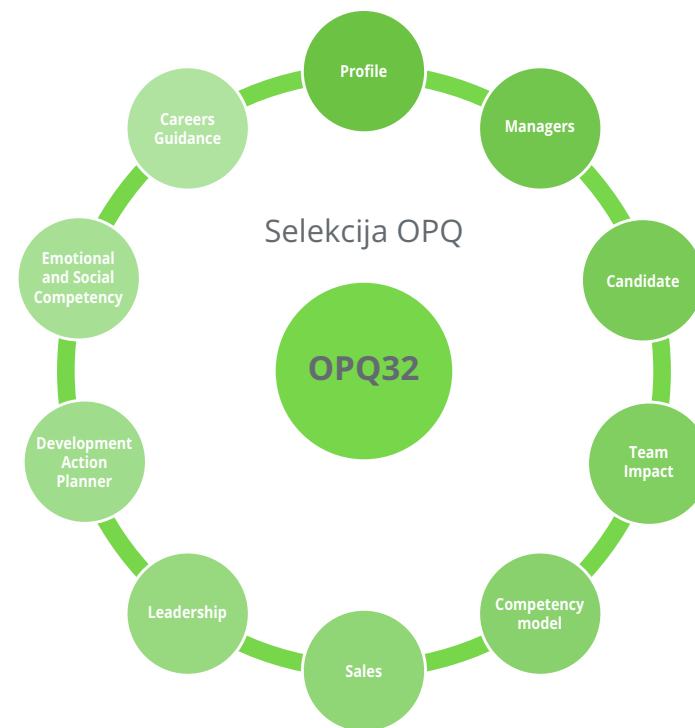 Profile
Managers
Candidate
Team
Impact
Competency
model
Sales
Leadership
Development
Action
Planner
Emotional
and Social
Competency
Careers
Guidance
Selekcija OPQ
OPQ32